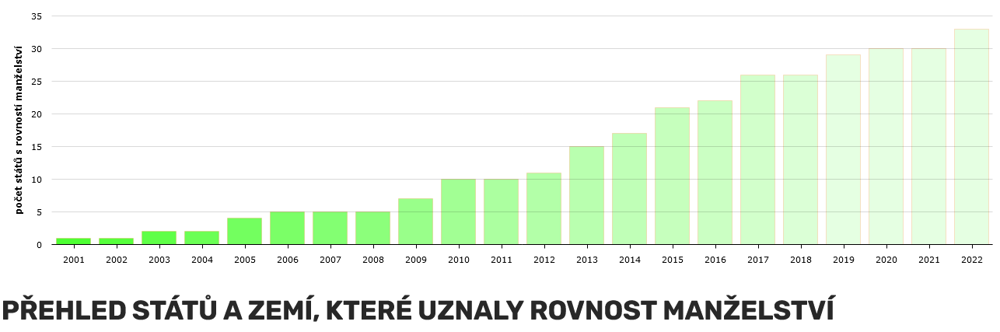 35
30
25
20
15
10
5
0
počet států s rovností manželství
2001 2002 2003 2004 2005 2006 2007 2008 2009 2010 2011 2012 2013 2014 2015 2016 2017 2018 2019 2020 2021 2022
PŘEHLED STÁTŮ A ZEMÍ, KTERÉ UZNALY ROVNOST MANŽELSTVÍ